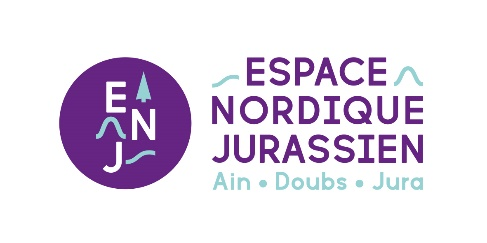 E
N
J
ESPACE
NORDIQUE
JURASSIEN
Ain • Doubs • Jura